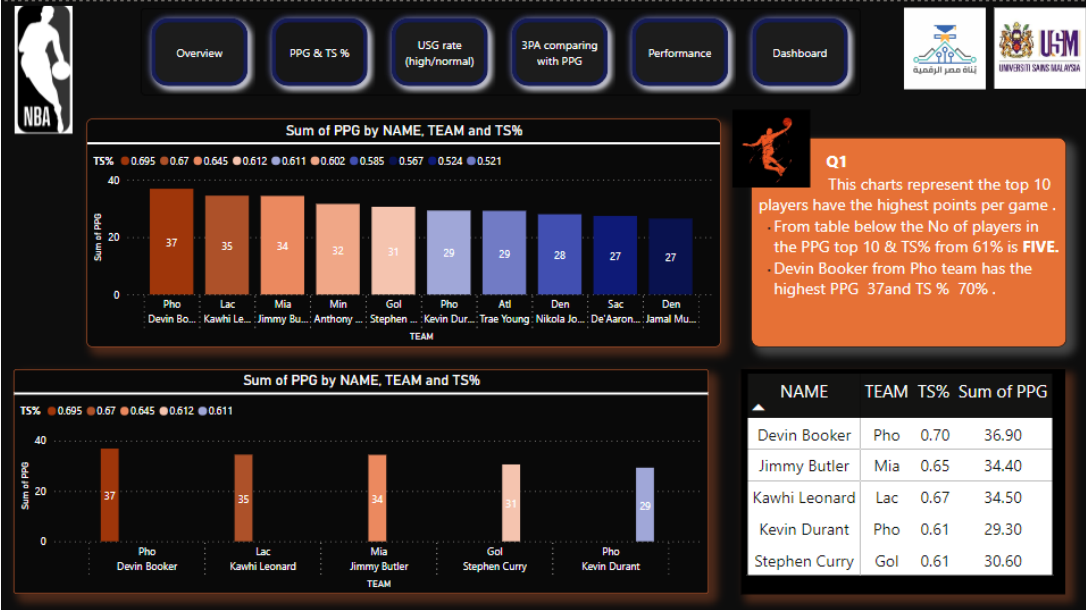 NBA
Overview
PPG & TS %
USG rate
(high/normal)
3PA comparing
with PPG
Performance
Dashboard
بُناة مصر الرقمية
USM
UNIVERSITI SAINS MALAYSIA
Sum of PPG by NAME, TEAM and TS%
TS% 0.695 0.67 0.645 0.612 0.611 0.602 0.585 0.567 0.524 0.521
Sum of PPG
40
20
0
37 35 34 32 31 29 29 28 27 27
Pho Lac Mia Min Gol Pho Atl Den Sac Den
Devin Bo... Kawhi Le... Jimmy Bu... Anthony ... Stephen ... Kevin Dur... Trae Young Nikola Jo... De'Aaron... Jamal Mu...
TEAM
Q1
This charts represent the top 10
players have the highest points per game .
· From table below the No of players in
the PPG top 10 & TS% from 61% is FIVE.
· Devin Booker from Pho team has the
highest PPG 37and TS % 70% .
Sum of PPG by NAME, TEAM and TS%
TS% 0.695 0.67 0.645 0.612 0.611
Sum of PPG
40
20
0
37 35 34 31 29
Pho Lac Mia Gol Pho
Devin Booker Kawhi Leonard Jimmy Butler Stephen Curry Kevin Durant
TEAM
NAME TEAM TS% Sum of PPG
Devin Booker Pho 0.70 36.90
Jimmy Butler Mia 0.65 34.40
Kawhi Leonard Lac 0.67 34.50
Kevin Durant Pho 0.61 29.30
Stephen Curry Gol 0.61 30.60